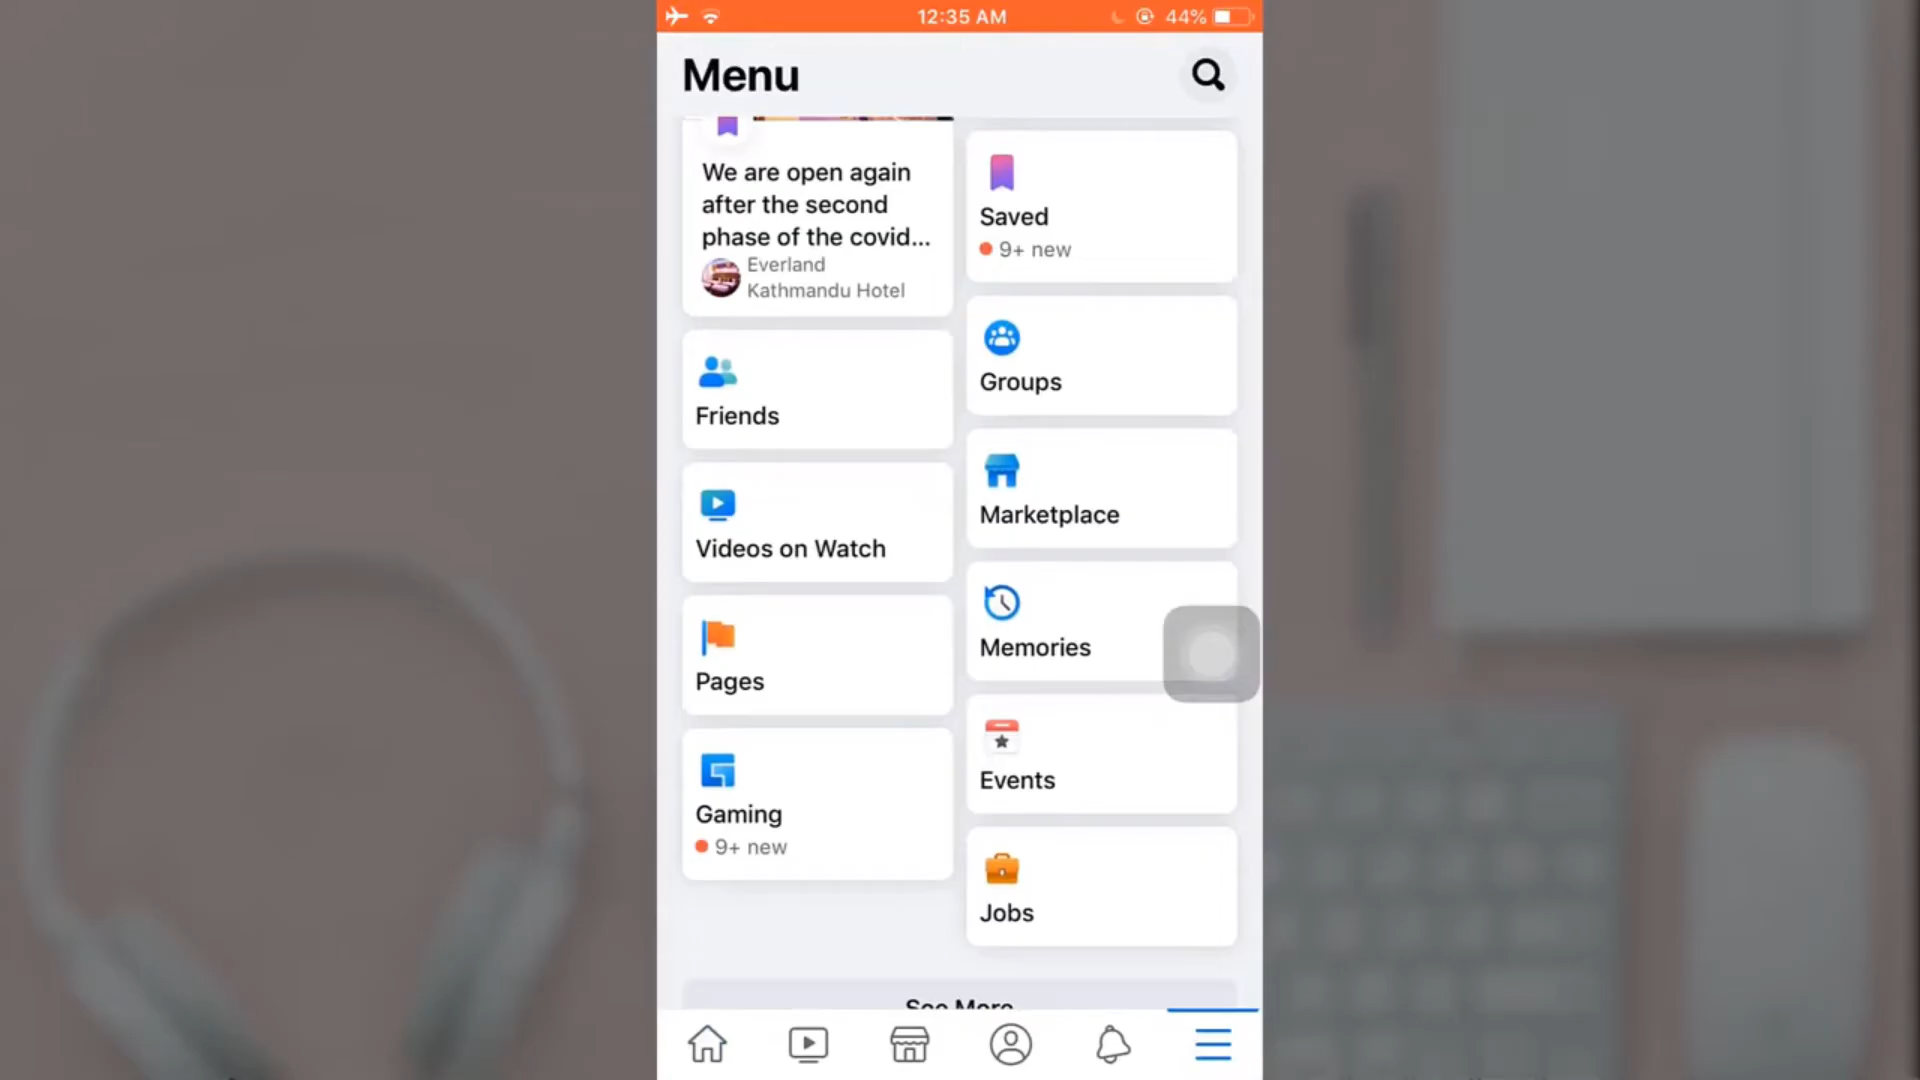 12:35 AM
44%
Menu
We are open again
after the second
phase of the covid...
Everland
Kathmandu Hotel
Saved
9+ new
Friends
Groups
Videos on Watch
Marketplace
Pages
Memories
Gaming
9+ new
Events
Jobs
See More